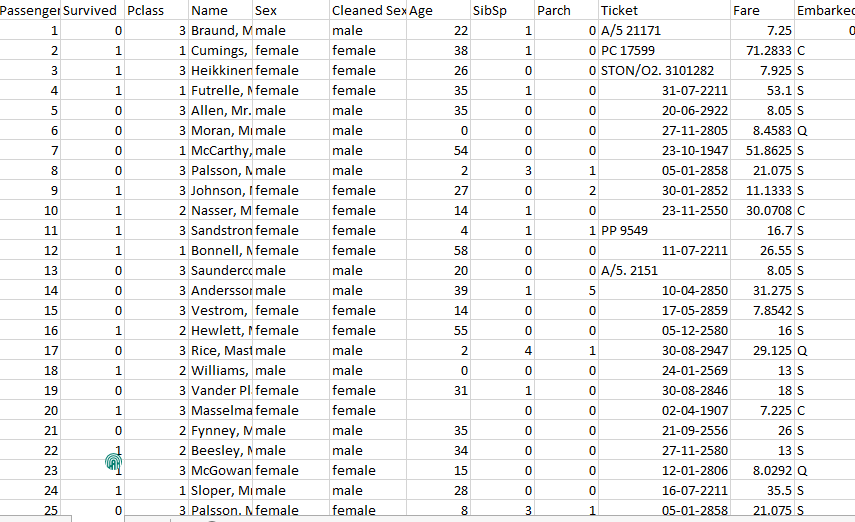 Passenger Survived Pclass Name Sex Cleaned Sex Age SibSp Parch Ticket Fare Embarked
1 0 3 Braund, M male male 22 1 0 A/5 21171 7.25 0
2 1 1 Cumings, female female 38 1 0 PC 17599 71.2833 C
3 1 3 Heikkinen female female 26 0 0 STON/O2. 3101282 7.925 S
4 1 1 Futrelle, M female female 35 1 0 31-07-2211 53.1 S
5 0 3 Allen, Mr. male male 35 0 0 20-06-2922 8.05 S
6 0 3 Moran, Mr male male 0 0 0 27-11-2805 8.4583 Q
7 0 1 McCarthy, male male 54 0 0 23-10-1947 51.8625 S
8 0 3 Palsson, M male male 2 3 1 05-01-2858 21.075 S
9 1 3 Johnson, female female 27 0 2 30-01-2852 11.1333 S
10 1 2 Nasser, M female female 14 1 0 23-11-2550 30.0708 C
11 1 3 Sandstrom female female 4 1 1 PP 9549 16.7 S
12 1 1 Bonnell, M female female 58 0 0 11-07-2211 26.55 S
13 0 3 Saunderco male male 20 0 0 A/5. 2151 8.05 S
14 0 3 Andersson male male 39 1 5 10-04-2850 31.275 S
15 0 3 Vestrom, female female 14 0 0 17-05-2859 7.8542 S
16 1 2 Hewlett, M female female 55 0 0 05-12-2580 16 S
17 0 3 Rice, Mast male male 2 4 1 30-08-2947 29.125 Q
18 1 2 Williams, male male 0 0 0 24-01-2569 13 S
19 0 3 Vander Pl female female 31 1 0 30-08-2846 18 S
20 1 3 Masselma female female 0 0 02-04-1907 7.225 C
21 0 2 Fynney, M male male 35 0 0 21-09-2556 26 S
22 1 2 Beesley, M male male 34 0 0 27-11-2580 13 S
23 1 3 McGowan female female 15 0 0 12-01-2806 8.0292 Q
24 1 1 Sloper, Mr male male 28 0 0 16-07-2211 35.5 S
25 0 3 Palsson, M female female 8 3 1 05-01-2858 21.075 S